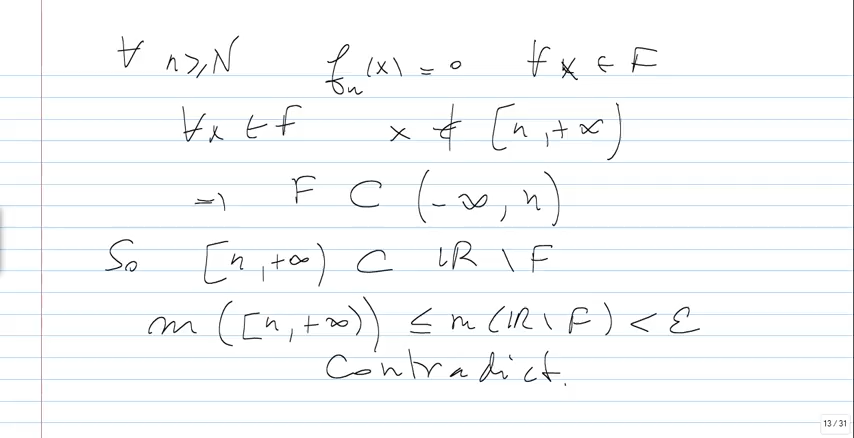 ∀ n ≥ N f_n(x) = 0 ∀ x ∈ F
∀x ∈ F x ∉ [n, +∞)
=> F ⊂ (-∞, n)
So [n, +∞) ⊂ ℝ \ F
m([n, +∞)) ≤ m(ℝ \ F) < ε
Contradict.
13 / 31